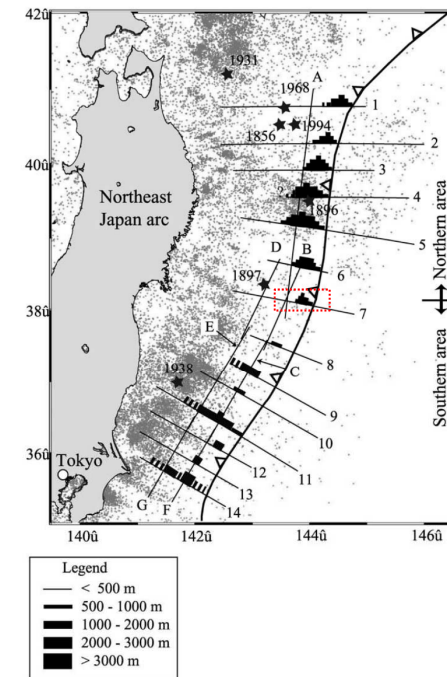 42û
1931
A
1968
1
1856
1994
2
40û
3
?
4
Northeast
Japan arc
1896
5
Northern area
D
B
6
1897
38û
7
Southern area
E
8
1938
C
9
10
36û
Tokyo
11
12
13
G
F
14
140û
142û
144û
146û
Legend
< 500 m
500 - 1000 m
1000 - 2000 m
2000 - 3000 m
> 3000 m